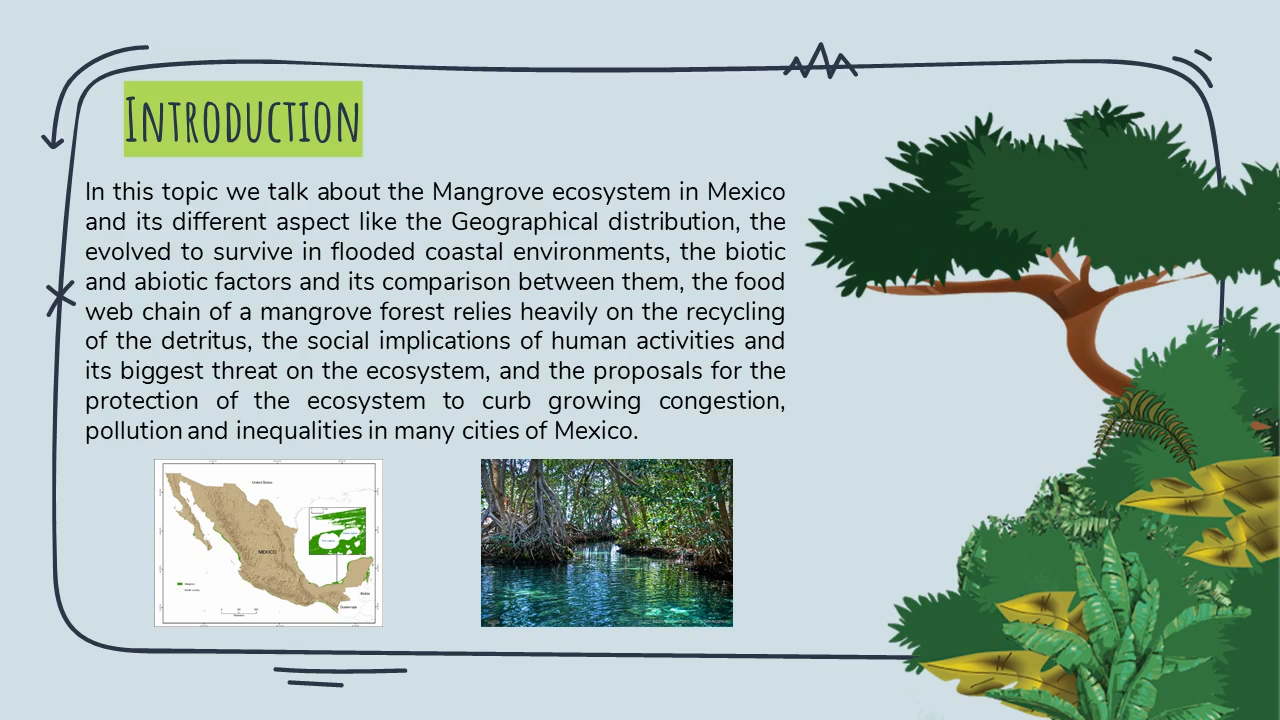 Introduction
In this topic we talk about the Mangrove ecosystem in Mexico
and its different aspect like the Geographical distribution, the
evolved to survive in flooded coastal environments, the biotic
and abiotic factors and its comparison between them, the food
web chain of a mangrove forest relies heavily on the recycling
of the detritus, the social implications of human activities and
its biggest threat on the ecosystem, and the proposals for the
protection of the ecosystem to curb growing congestion,
pollution and inequalities in many cities of Mexico.
United States
MEXICO
Belize
Guatemala